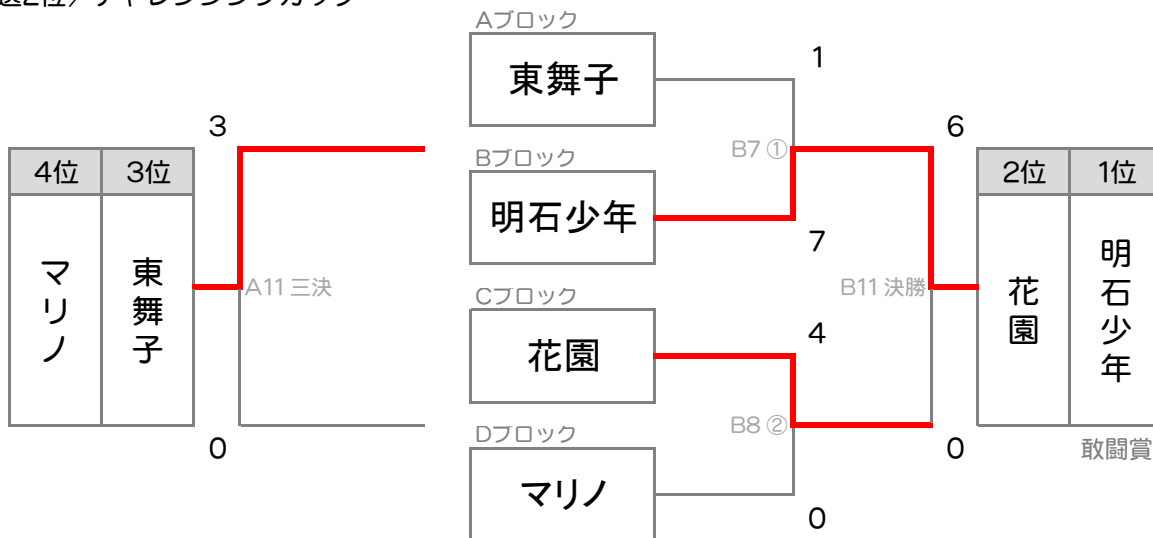 Aブロック
東舞子
1
3
6
B7 ①
Bブロック
4位
3位
2位
1位
明石少年
7
マリノ
東舞子
A11 三決
B11 決勝
花園
明石少年
Cブロック
4
花園
B8 ②
Dブロック
0
0
敢闘賞
マリノ
0